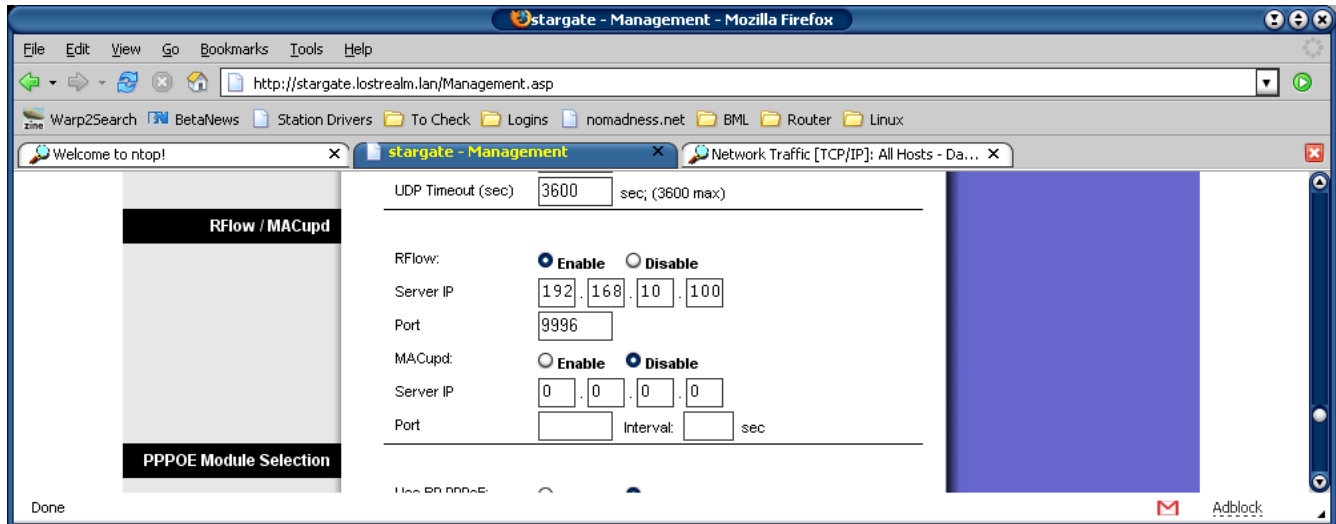 stargate - Management - Mozilla Firefox
File Edit View Go Bookmarks Tools Help
http://stargate.lostrealm.lan/Management.asp
zine Warp2Search BetaNews Station Drivers To Check Logins nomadness.net BML Router Linux
Welcome to ntop! stargate - Management Network Traffic [TCP/IP]: All Hosts - Da...
UDP Timeout (sec) 3600 sec; (3600 max)
RFlow / MACupd
RFlow: Enable Disable
Server IP 192 . 168 . 10 . 100
Port 9996
MACupd: Enable Disable
Server IP 0 . 0 . 0 . 0
Port Interval: sec
PPPOE Module Selection
Use RP PPPoE:
Done Adblock